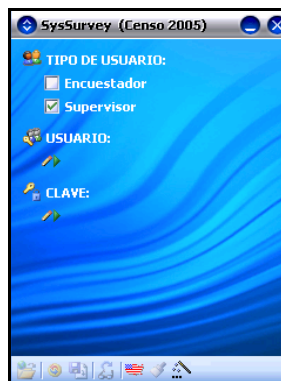 SysSurvey (Censo 2005)
TIPO DE USUARIO:
Encuestador
Supervisor
USUARIO:
CLAVE: